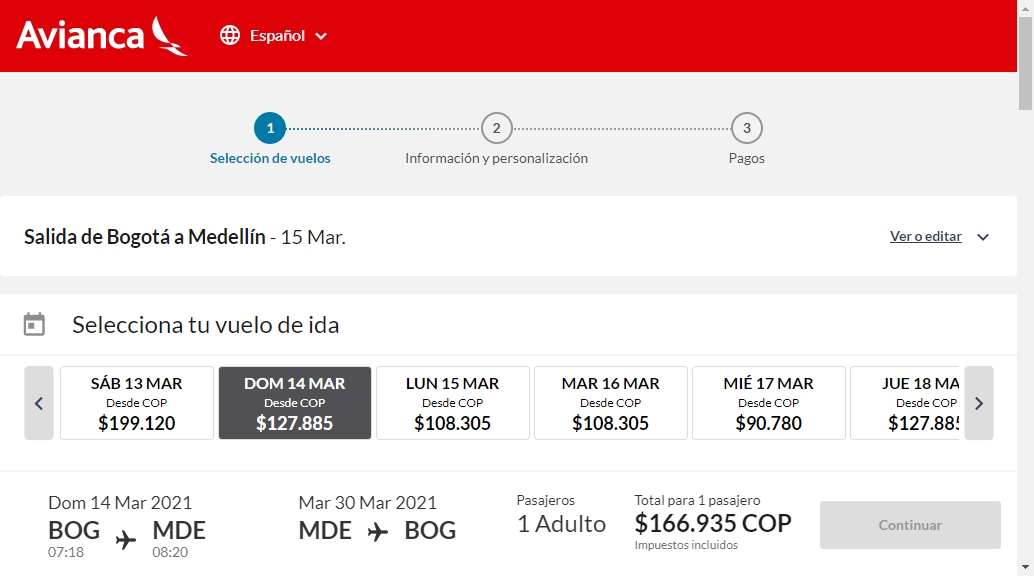 Avianca
Español
1
2
3
Selección de vuelos
Información y personalización
Pagos
Salida de Bogotá a Medellín - 15 Mar.
Ver o editar
Selecciona tu vuelo de ida
SÁB 13 MAR
Desde COP
$199.120
DOM 14 MAR
Desde COP
$127.885
LUN 15 MAR
Desde COP
$108.305
MAR 16 MAR
Desde COP
$108.305
MIÉ 17 MAR
Desde COP
$90.780
JUE 18 MA
Desde COP
$127.885
Dom 14 Mar 2021
BOG MDE
07:18 08:20
Mar 30 Mar 2021
MDE BOG
Pasajeros
1 Adulto
Total para 1 pasajero
$166.935 COP
Impuestos incluidos
Continuar